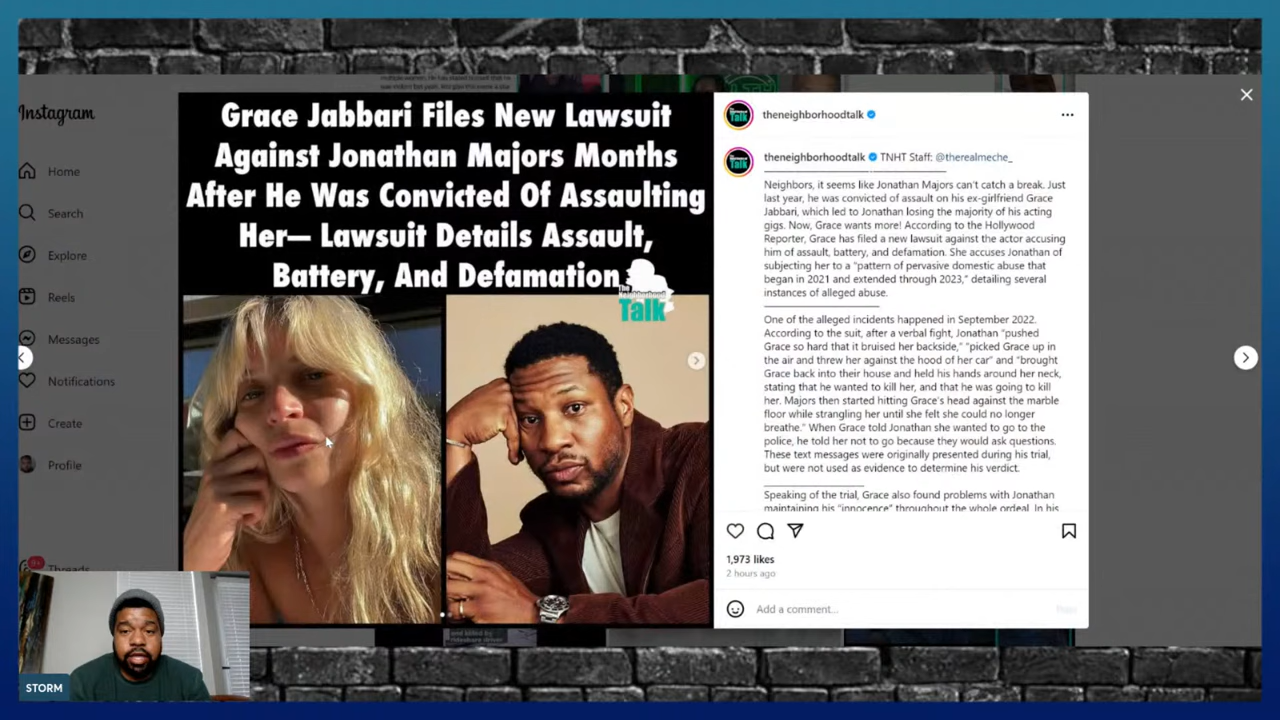 Instagram
Home
Search
Explore
Reels
Messages
Notifications
Create
Profile
Threads
9+
Grace Jabbari Files New Lawsuit
Against Jonathan Majors Months
After He Was Convicted Of Assaulting
Her— Lawsuit Details Assault,
Battery, And Defamation
The
Neighborhood
Talk
theneighborhoodtalk
theneighborhoodtalk TNHT Staff: @therealmeche_
Neighbors, it seems like Jonathan Majors can't catch a break. Just
last year, he was convicted of assault on his ex-girlfriend Grace
Jabbari, which led to Jonathan losing the majority of his acting
gigs. Now, Grace wants more! According to the Hollywood
Reporter, Grace has filed a new lawsuit against the actor accusing
him of assault, battery, and defamation. She accuses Jonathan of
subjecting her to a "pattern of pervasive domestic abuse that
began in 2021 and extended through 2023," detailing several
instances of alleged abuse.
One of the alleged incidents happened in September 2022.
According to the suit, after a verbal fight, Jonathan "pushed
Grace so hard that it bruised her backside," "picked Grace up in
the air and threw her against the hood of her car" and "brought
Grace back into their house and held his hands around her neck,
stating that he wanted to kill her, and that he was going to kill
her. Majors then started hitting Grace's head against the marble
floor while strangling her until she felt she could no longer
breathe." When Grace told Jonathan she wanted to go to the
police, he told her not to go because they would ask questions.
These text messages were originally presented during his trial,
but were not used as evidence to determine his verdict.
Speaking of the trial, Grace also found problems with Jonathan
maintaining his "innocence" throughout the whole ordeal. In his
1,973 likes
2 hours ago
Add a comment...
Post
STORM